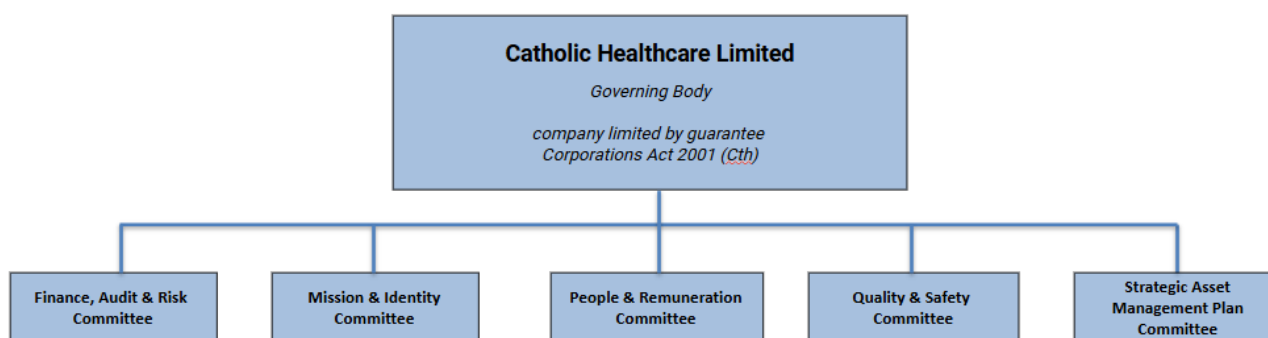 Catholic Healthcare Limited
Governing Body
company limited by guarantee
Corporations Act 2001 (Cth)
Finance, Audit & Risk
Committee
Mission & Identity
Committee
People & Remuneration
Committee
Quality & Safety
Committee
Strategic Asset
Management Plan
Committee